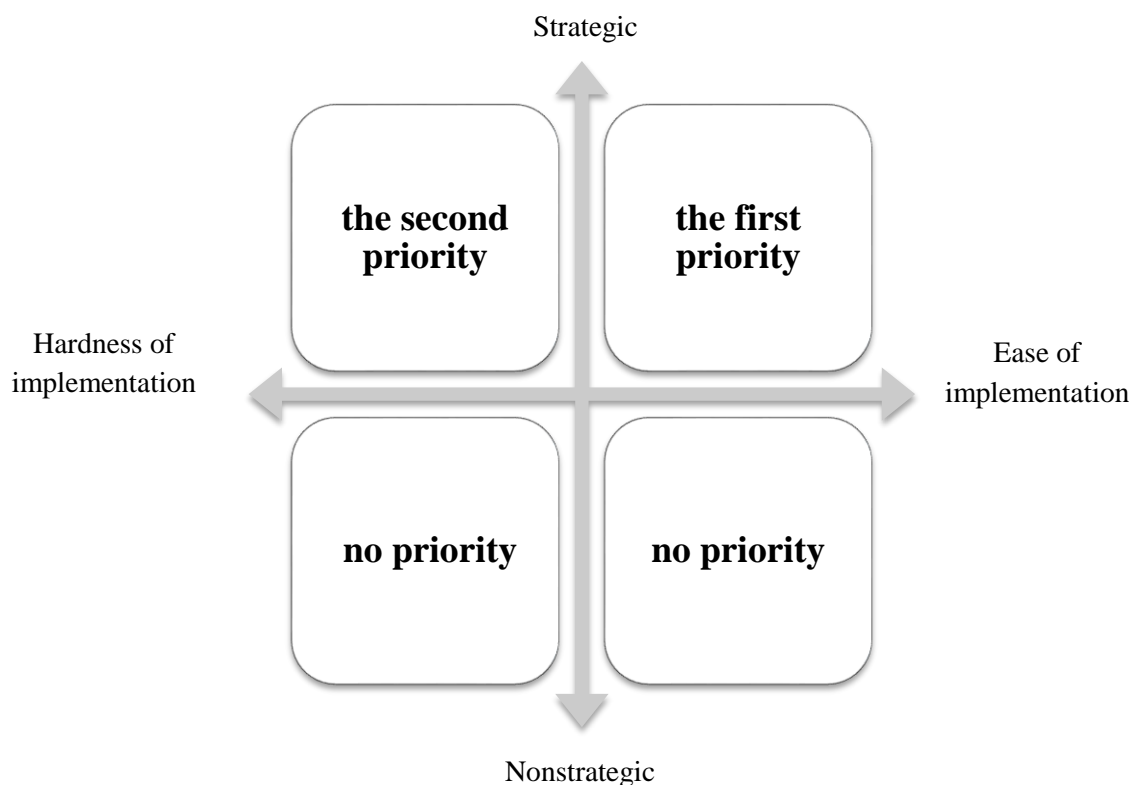 Strategic
the second
priority
the first
priority
Hardness of
implementation
Ease of
implementation
no priority
no priority
Nonstrategic